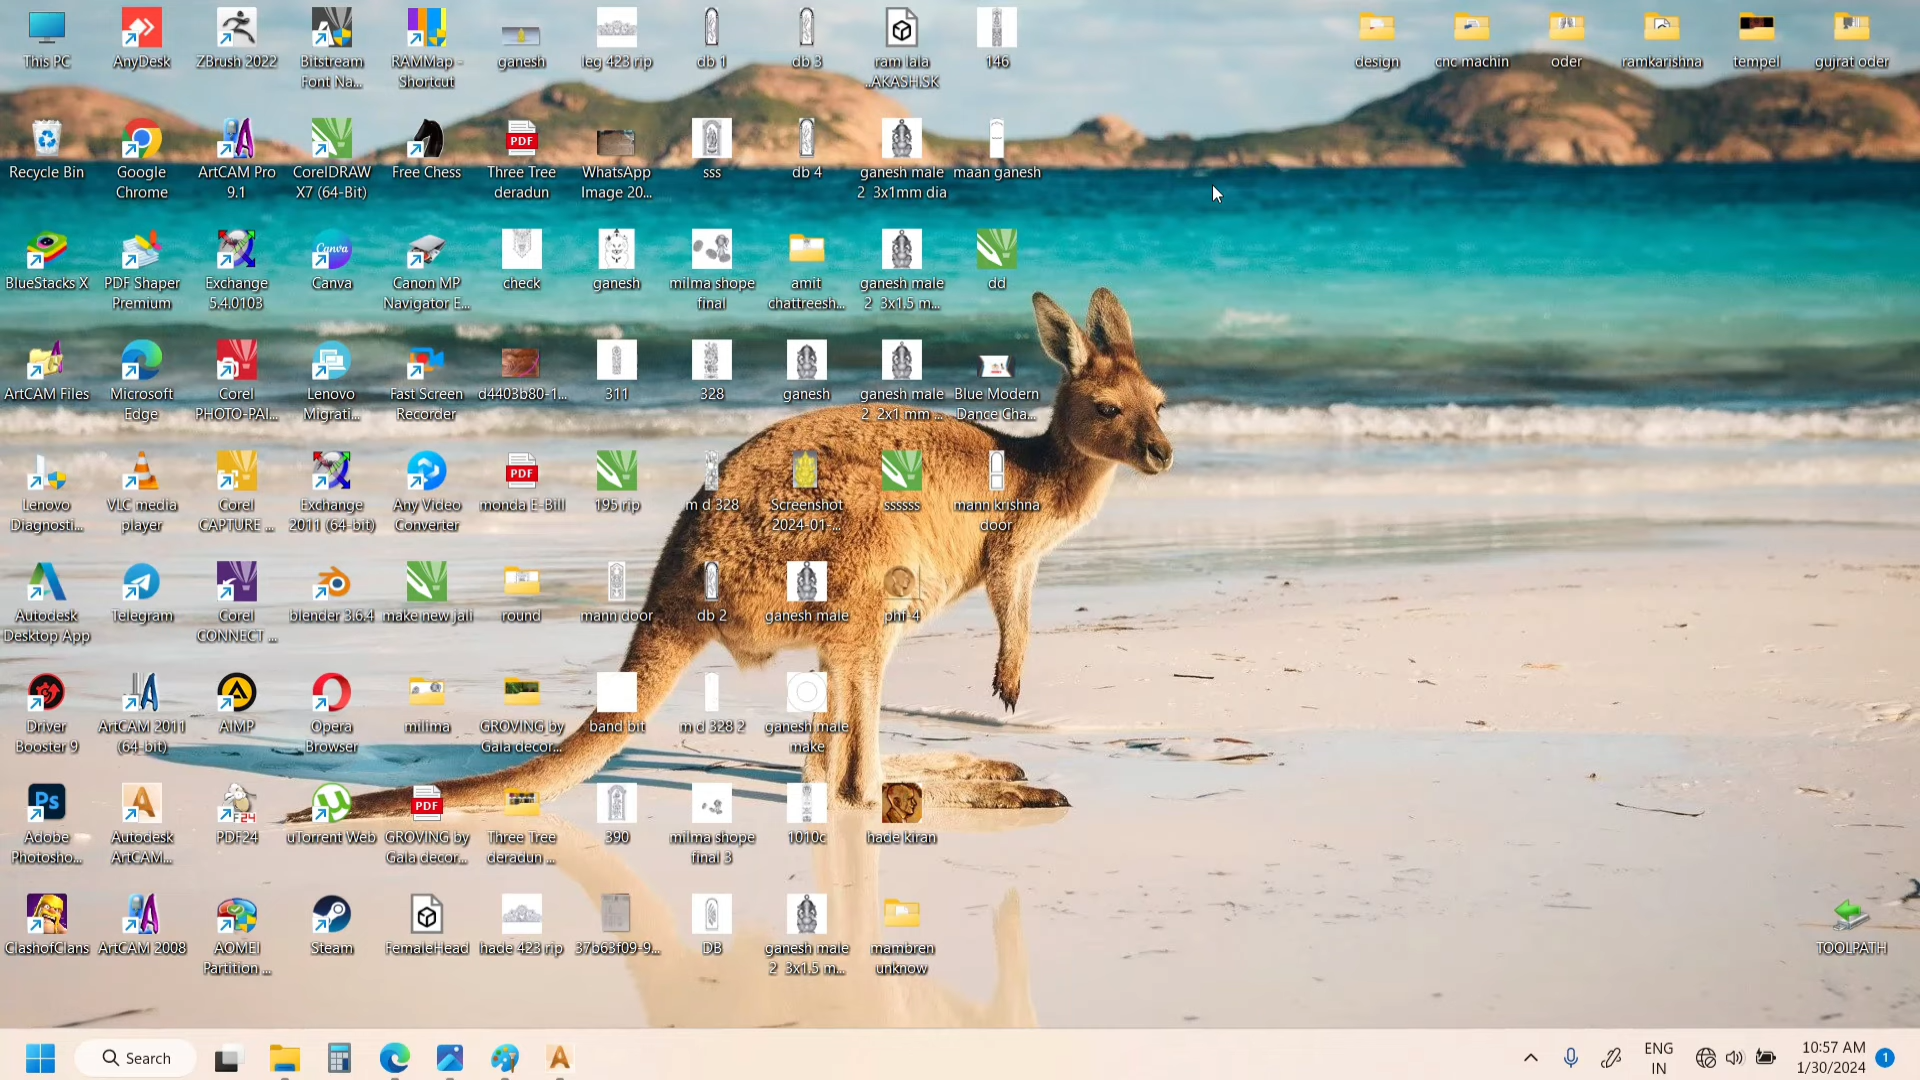 This PC
AnyDesk
ZBrush 2022
Bitstream
Font Na...
RAMMap -
Shortcut
ganesh
leg 423 rip
db 1
db 3
ram lala
..AKASH.SK
146
design
cnc machin
oder
ramkarishna
tempel
gujrat oder
Recycle Bin
Google
Chrome
ArtCAM Pro
9.1
CorelDRAW
X7 (64-Bit)
Free Chess
PDF
Three Tree
deradun
WhatsApp
Image 20...
sss
db 4
ganesh male
2 3x1mm dia
maan ganesh
BlueStacks X
PDF Shaper
Premium
Exchange
5.4.0103
Canva
Canva
Canon MP
Navigator E...
check
ganesh
milma shope
final
amit
chattreesh...
ganesh male
2 3x1.5 m...
dd
ArtCAM Files
Microsoft
Edge
Corel
PHOTO-PAI...
Lenovo
Migrati...
Fast Screen
Recorder
d4403b80-1...
311
328
ganesh
ganesh male
2 2x1 mm ...
Blue Modern
Dance Cha...
Lenovo
Diagnosti...
VLC media
player
Corel
CAPTURE ...
Exchange
2011 (64-bit)
Any Video
Converter
PDF
monda E-Bill
195 rip
m d 328
Screenshot
2024-01-...
ssssss
mann krishna
door
Autodesk
Desktop App
Telegram
Corel
CONNECT ...
blender 3.6.4
make new jali
round
mann door
db 2
ganesh male
phf-4
Driver
Booster 9
ArtCAM 2011
(64-bit)
AIMP
Opera
Browser
milima
GROVING by
Gala decor...
band bit
m d 328 2
ganesh male
make
Ps
Adobe
Photosho...
Autodesk
ArtCAM...
F24
PDF24
uTorrent Web
PDF
GROVING by
Gala decor...
Three Tree
deradun ...
390
milma shope
final 3
1010c
hade kiran
ClashofClans
ArtCAM 2008
AOMEI
Partition ...
Steam
FemaleHead
hade 423 rip
37b63f09-9...
DB
ganesh male
2 3x1.5 m...
mambren
unknow
TOOLPATH
Search
ENG
IN
10:57 AM
1/30/2024
1